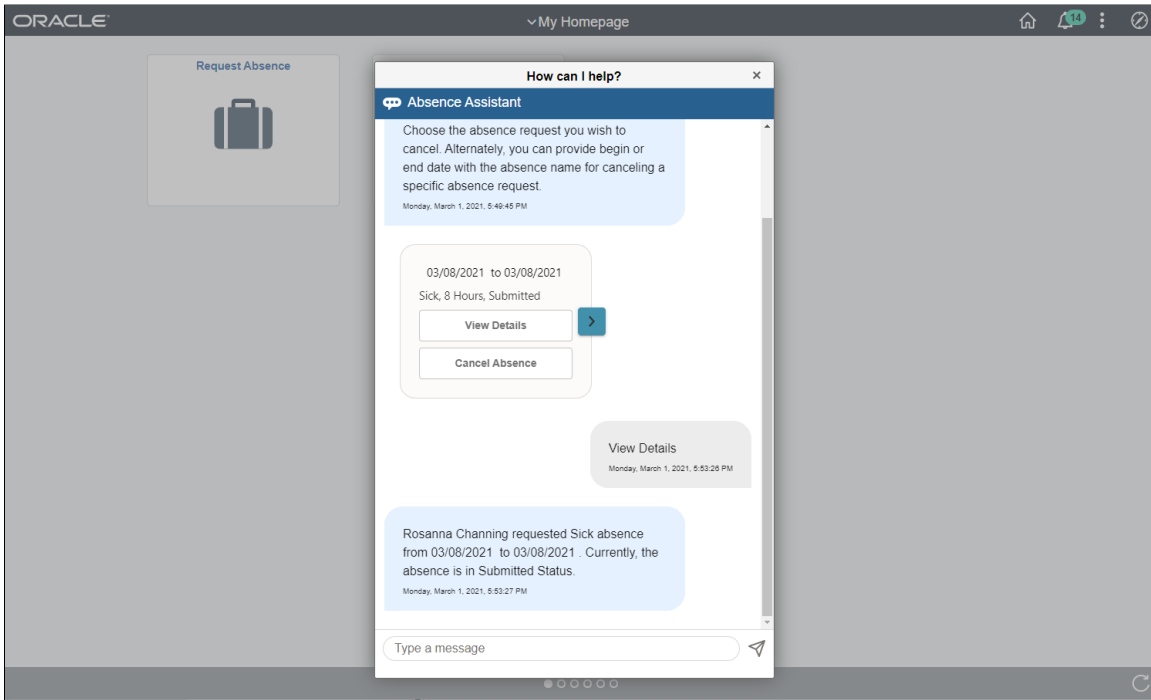 ORACLE
My Homepage
14
Request Absence
How can I help?
×
Absence Assistant
Choose the absence request you wish to
cancel. Alternately, you can provide begin or
end date with the absence name for canceling a
specific absence request.
Monday, March 1, 2021, 5:49:45 PM
03/08/2021 to 03/08/2021
Sick, 8 Hours, Submitted
View Details
Cancel Absence
View Details
Monday, March 1, 2021, 5:53:26 PM
Rosanna Channing requested Sick absence
from 03/08/2021 to 03/08/2021 . Currently, the
absence is in Submitted Status.
Monday, March 1, 2021, 5:53:27 PM
Type a message